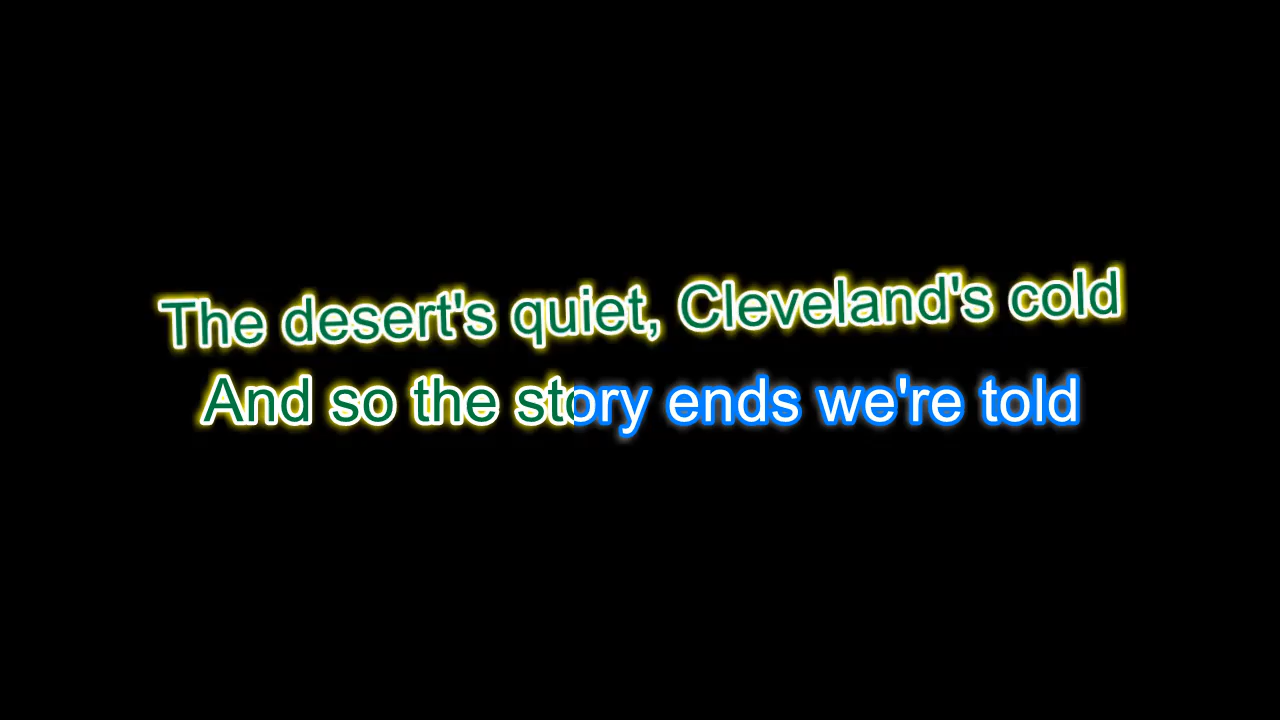 The desert's quiet, Cleveland's cold
And so the story ends we're told